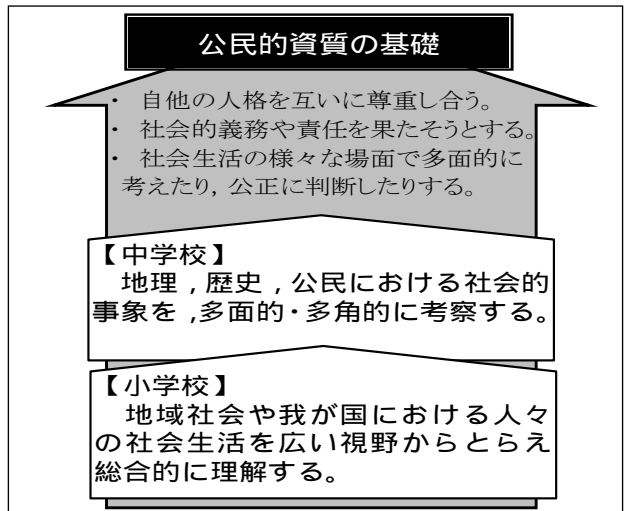 公民的資質の基礎
・ 自他の人格を互いに尊重し合う。
・ 社会的義務や責任を果たそうとする。
・ 社会生活の様々な場面で多面的に
考えたり，公正に判断したりする。
【中学校】
地理，歴史，公民における社会的
事象を，多面的・多角的に考察する。
【小学校】
地域社会や我が国における人々
の社会生活を広い視野からとらえ
総合的に理解する。